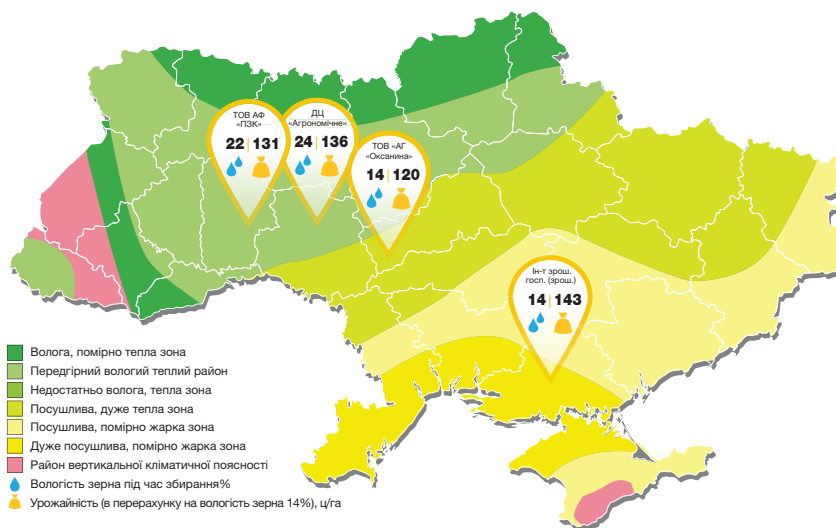 ТОВ АФ
«ПЗК»
22 | 131
ДЦ
«Агрономічне»
24 | 136
ТОВ «АГ
«Оксанина»
14 | 120
Ін-т зрош.
госп. (зрош.)
14 | 143
Волога, помірно тепла зона
Передгірний вологий теплий район
Недостатньо волога, тепла зона
Посушлива, дуже тепла зона
Посушлива, помірно жарка зона
Дуже посушлива, помірно жарка зона
Район вертикальної кліматичної поясності
Вологість зерна під час збирання%
Урожайність (в перерахунку на вологість зерна 14%), ц/га